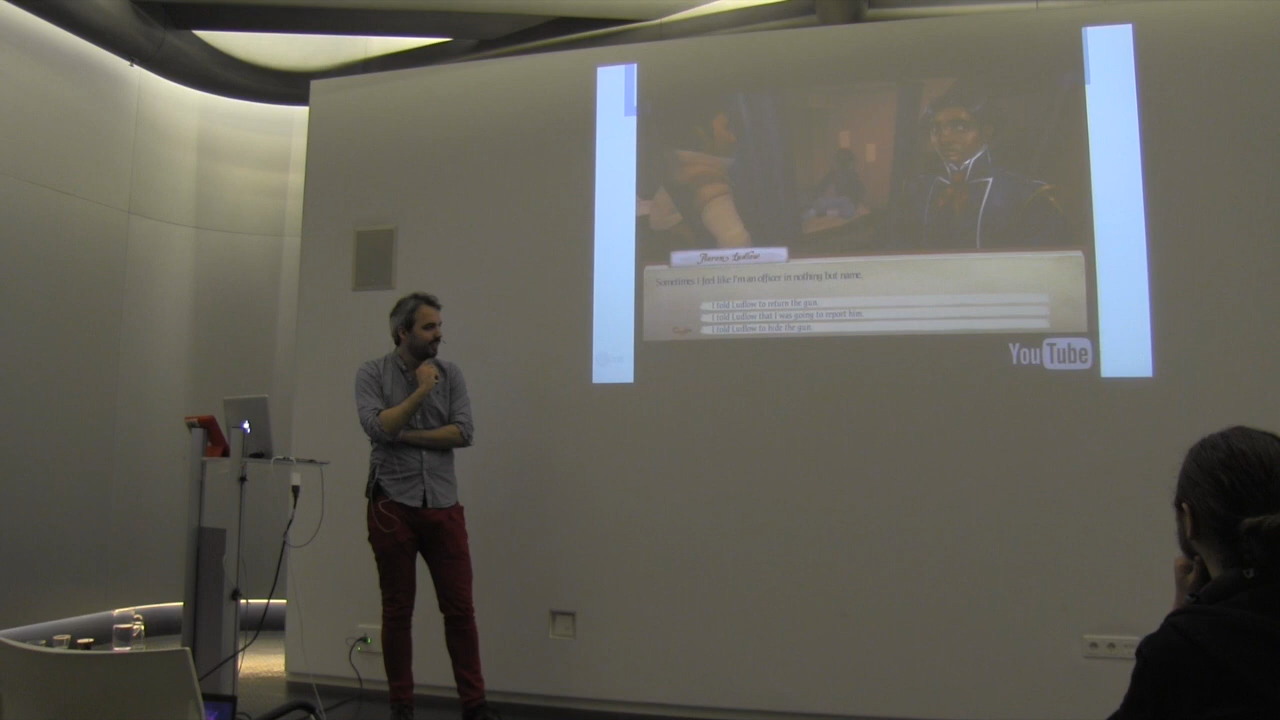 Aaron Ludlow
Sometimes I feel like I'm an officer in nothing but name.
I told Ludlow to return the gun.
I told Ludlow that I was going to report him.
I told Ludlow to hide the gun.
YouTube